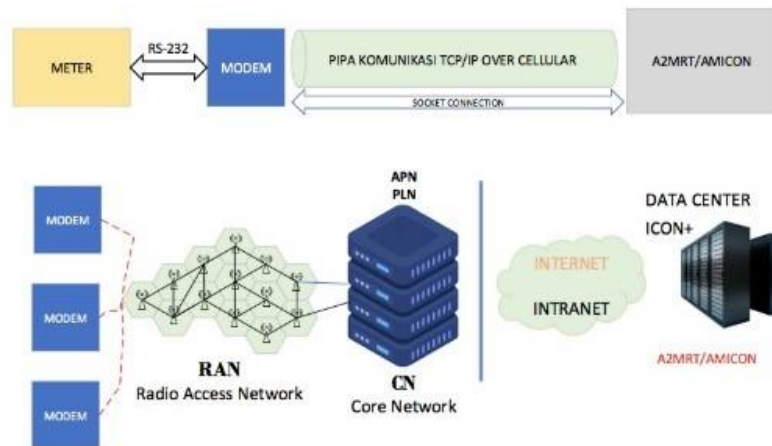 METER
RS-232
MODEM
PIPA KOMUNIKASI TCP/IP OVER CELLULAR
SOCKET CONNECTION
A2MRT/AMICON
MODEM
MODEM
MODEM
RAN
Radio Access Network
APN
PLN
CN
Core Network
INTERNET
INTRANET
DATA CENTER
ICON+
A2MRT/AMICON